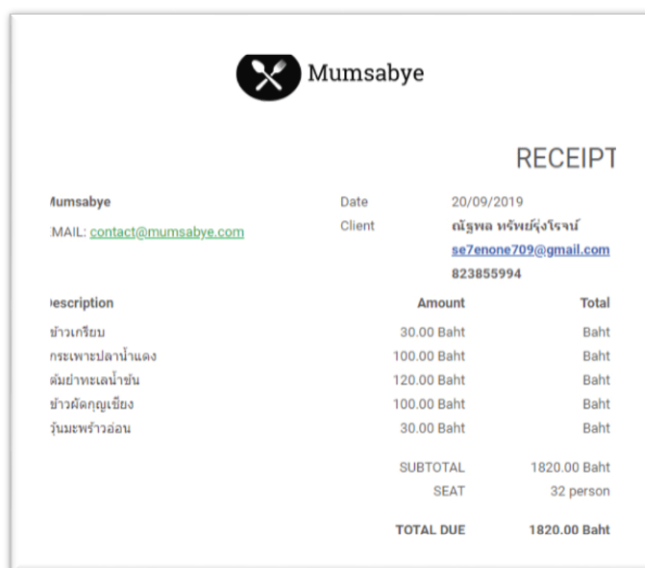 Mumsabye
RECEIPT
Mumsabye Date 20/09/2019
EMAIL: contact@mumsabye.com Client ณัฐพล ทรัพย์รุ่งโรจน์
se7enone709@gmail.com
823855994
Description Amount Total
ข้าวเกรียบ 30.00 Baht Baht
กระเพาะปลาน้ำแดง 100.00 Baht Baht
ต้มยำทะเลน้ำข้น 120.00 Baht Baht
ข้าวผัดกุญเชียง 100.00 Baht Baht
วุ้นมะพร้าวอ่อน 30.00 Baht Baht
SUBTOTAL 1820.00 Baht
SEAT 32 person
TOTAL DUE 1820.00 Baht